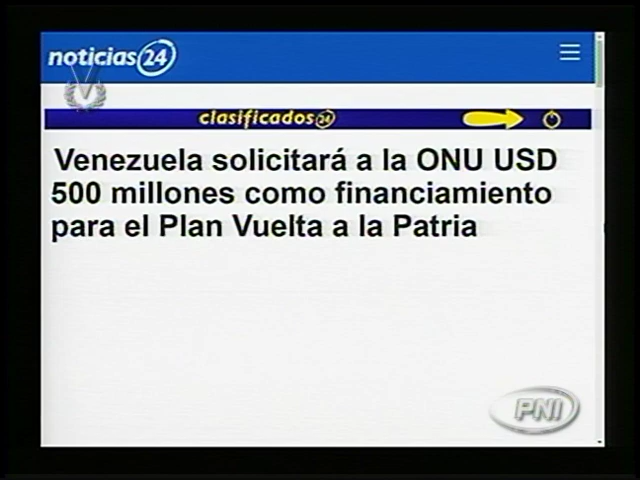 noticias24
clasificados24
Venezuela solicitará a la ONU USD
500 millones como financiamiento
para el Plan Vuelta a la Patria
PNI